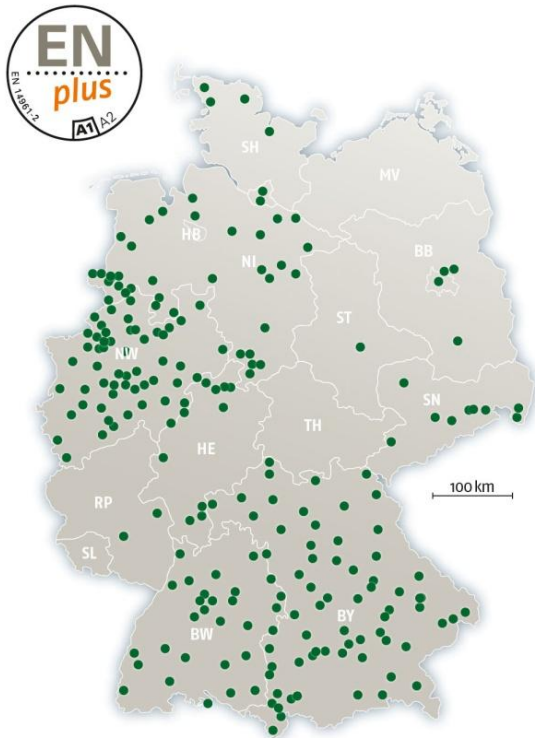 EN
plus
EN 14961-2
A1 A2
SH
MV
HB
BB
NI
ST
NW
SN
HE
TH
100 km
RP
SL
BY
BW